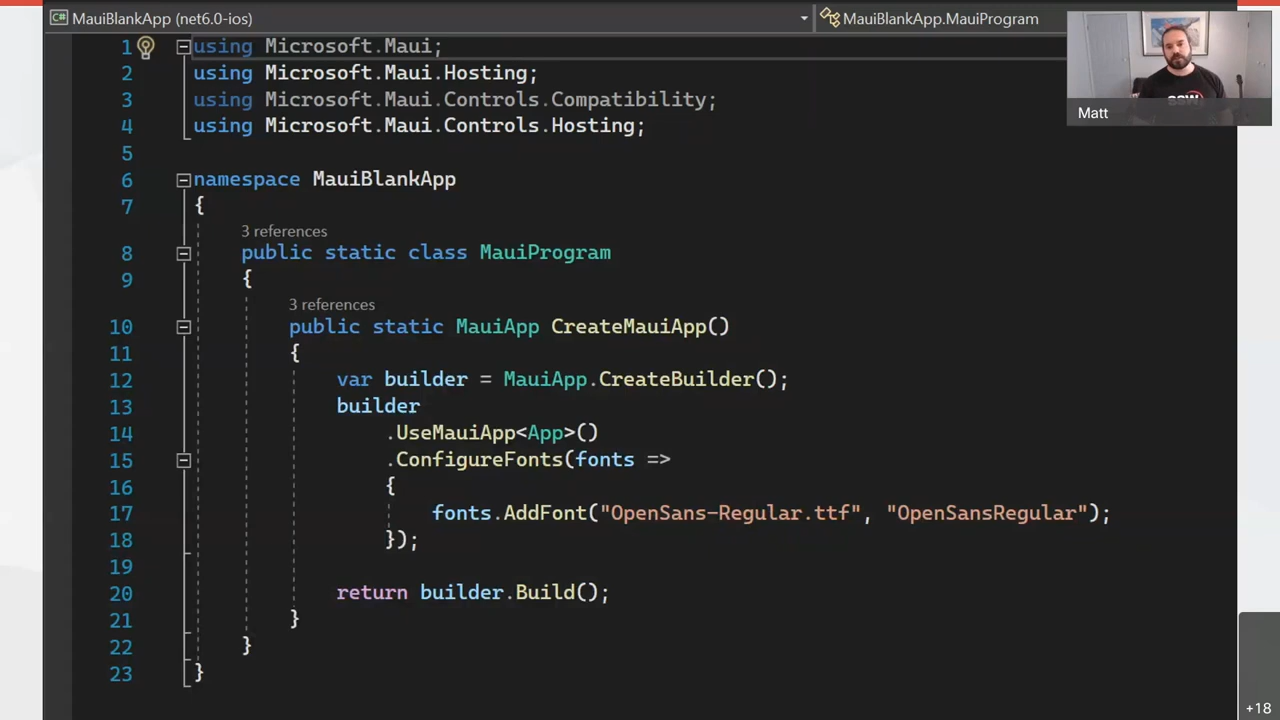 MauiBlankApp (net6.0-ios)
MauiBlankApp.MauiProgram
1 using Microsoft.Maui;
2 using Microsoft.Maui.Hosting;
3 using Microsoft.Maui.Controls.Compatibility;
4 using Microsoft.Maui.Controls.Hosting;
5
6 namespace MauiBlankApp
7 {
3 references
8 public static class MauiProgram
9 {
3 references
10 public static MauiApp CreateMauiApp()
11 {
12 var builder = MauiApp.CreateBuilder();
13 builder
14 .UseMauiApp<App>()
15 .ConfigureFonts(fonts =>
16 {
17 fonts.AddFont("OpenSans-Regular.ttf", "OpenSansRegular");
18 });
19
20 return builder.Build();
21 }
22 }
23 }
SSW
Matt
+18